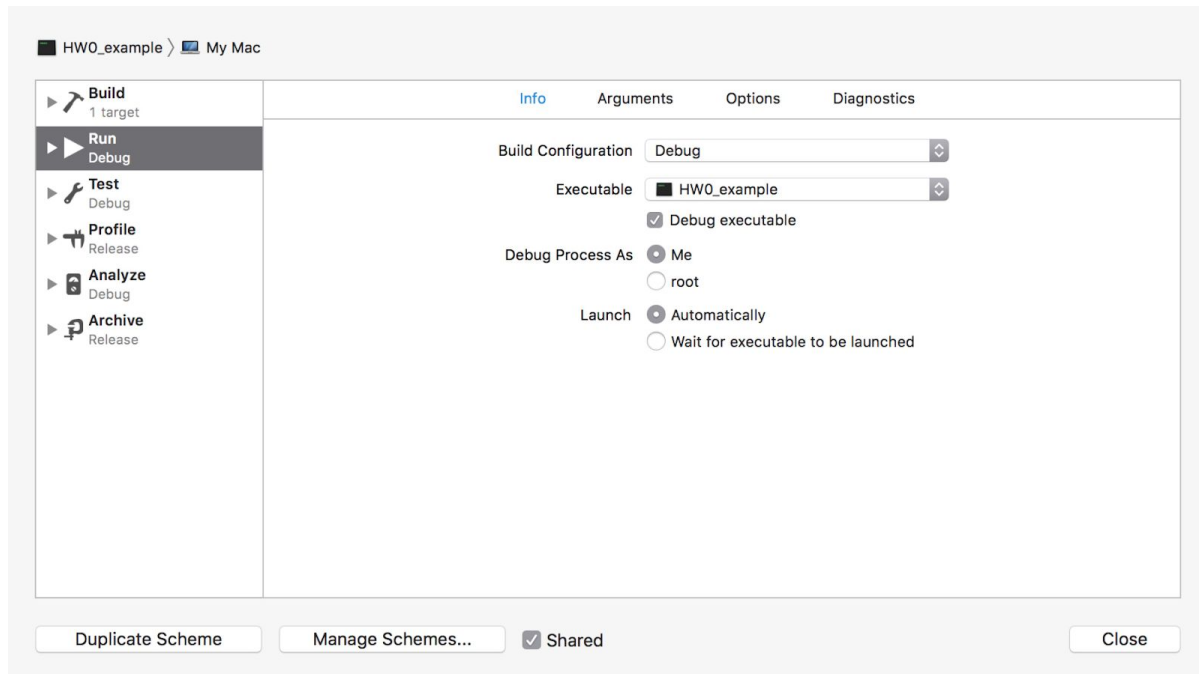 HW0_example 〉 My Mac
Build
1 target
Run
Debug
Test
Debug
Profile
Release
Analyze
Debug
Archive
Release
Info Arguments Options Diagnostics
Build Configuration Debug
Executable HW0_example
Debug executable
Debug Process As Me
root
Launch Automatically
Wait for executable to be launched
Duplicate Scheme Manage Schemes... Shared Close